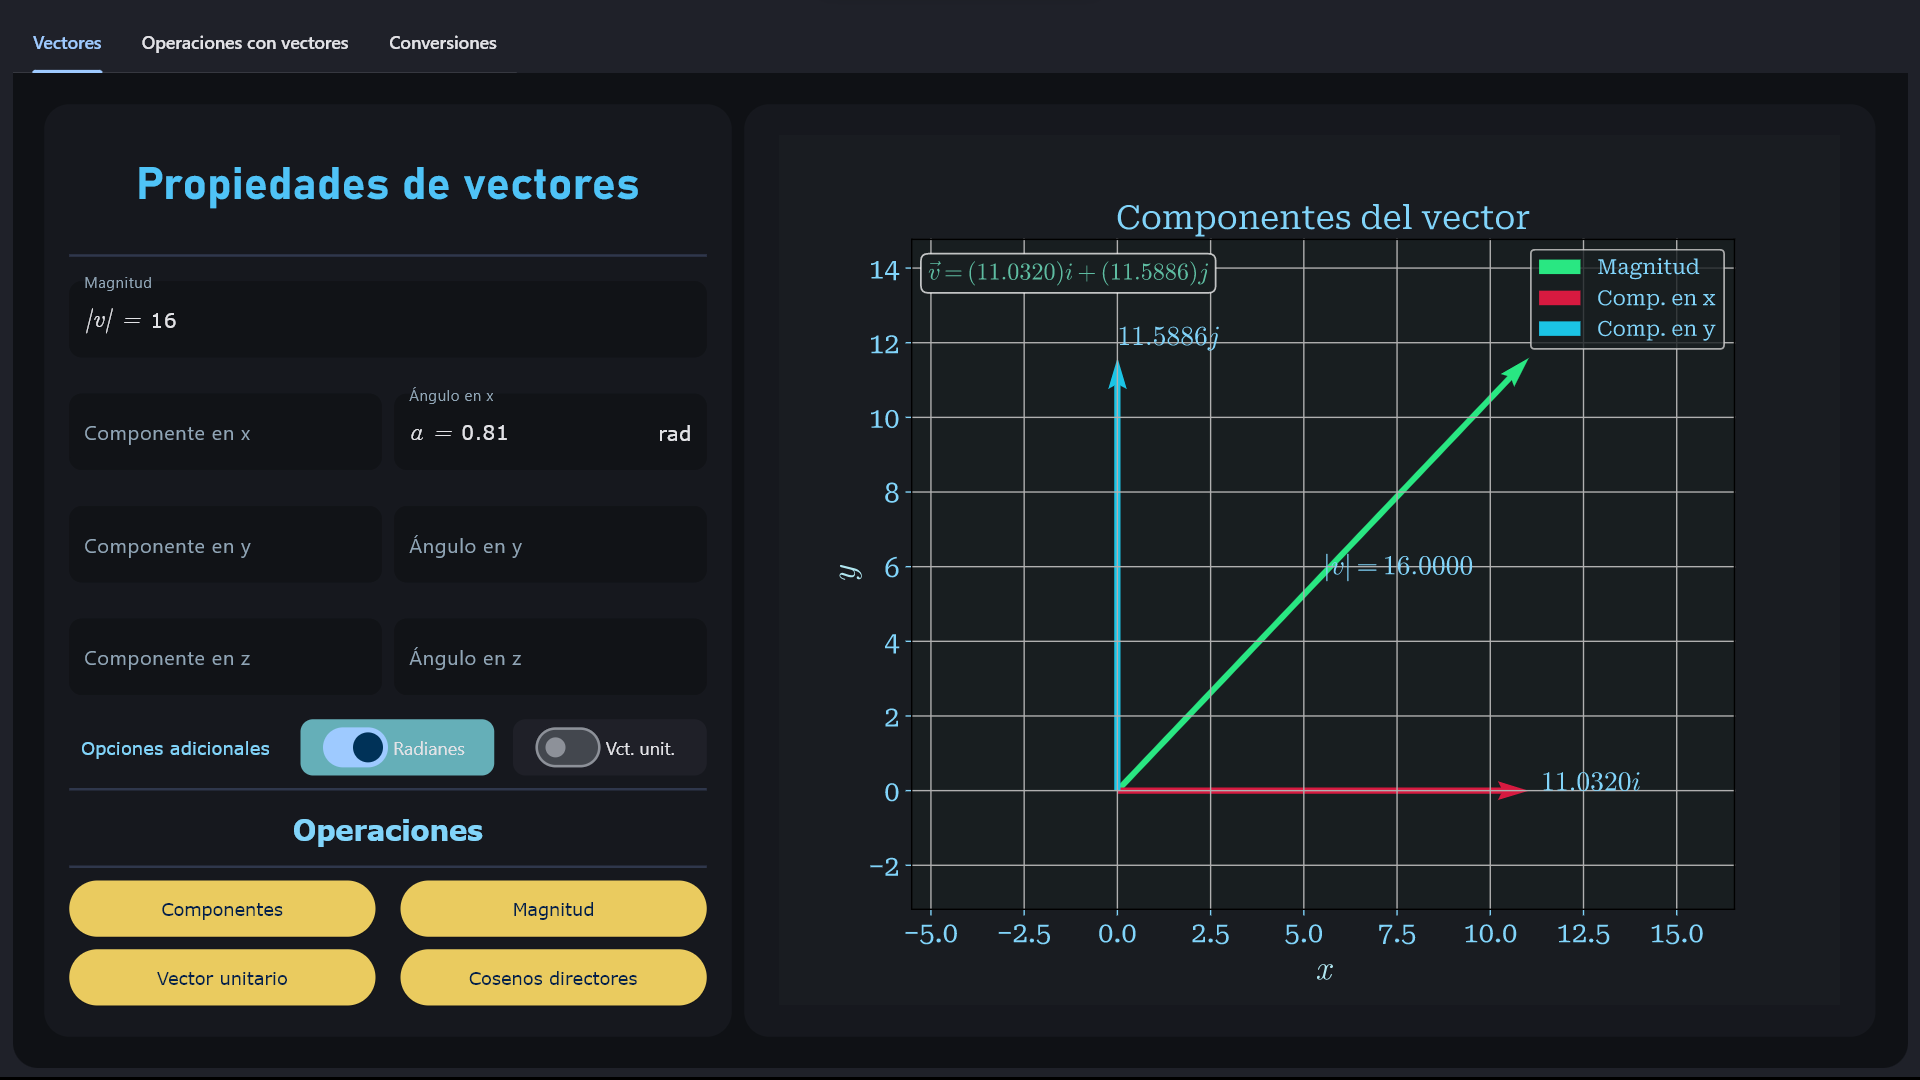 Vectores Operaciones con vectores Conversiones
Propiedades de vectores
Magnitud
|v| = 16
Componente en x
Ángulo en x
a = 0.81 rad
Componente en y
Ángulo en y
Componente en z
Ángulo en z
Opciones adicionales
Radianes
Vct. unit.
Operaciones
Componentes
Magnitud
Vector unitario
Cosenos directores
Componentes del vector
v⃗ = (11.0320)i + (11.5886)j
Magnitud
Comp. en x
Comp. en y
11.5886j
|v⃗| = 16.0000
11.0320i
14
12
10
8
6
4
2
0
−2
y
−5.0 −2.5 0.0 2.5 5.0 7.5 10.0 12.5 15.0
x